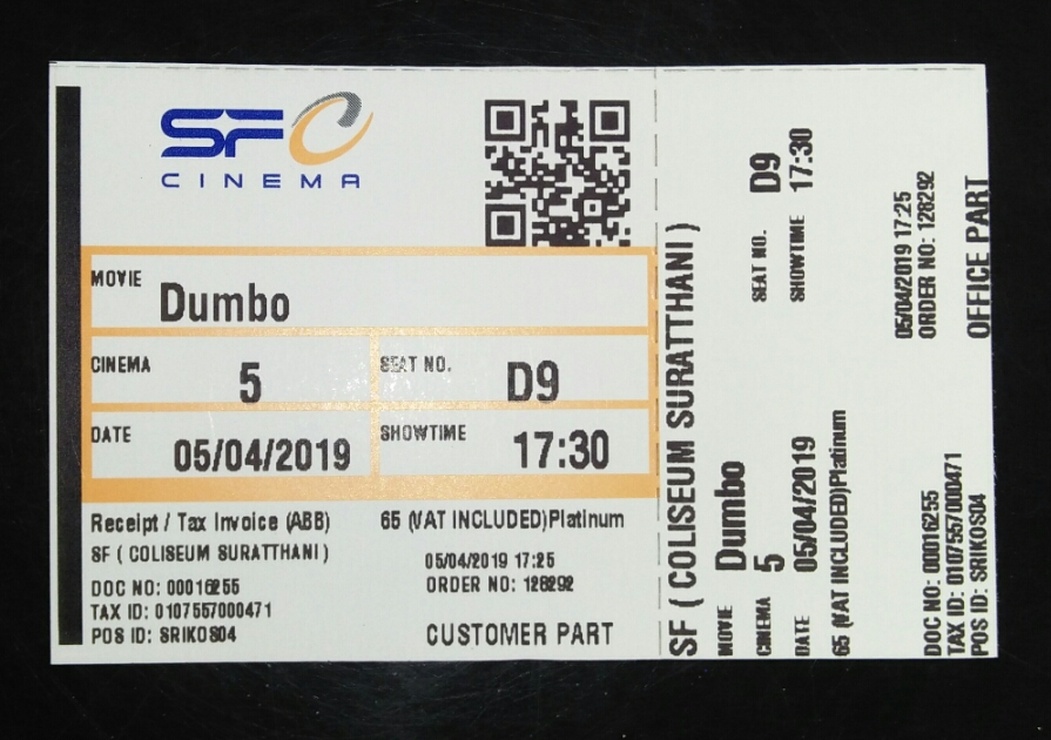 SFC
CINEMA
MOVIE
Dumbo
CINEMA
5
SEAT NO.
D9
DATE
05/04/2019
SHOWTIME
17:30
Receipt / Tax Invoice (ABB)
65 (VAT INCLUDED)Platinum
SF ( COLISEUM SURATTHANI )
05/04/2019 17:25
DOC NO: 00016255
ORDER NO: 128292
TAX ID: 0107557000471
POS ID: SRIKOS04
CUSTOMER PART
SF ( COLISEUM SURATTHANI )
MOVIE Dumbo
CINEMA 5 SEAT NO. D9
DATE 05/04/2019 SHOWTIME 17:30
65 (VAT INCLUDED)Platinum
05/04/2019 17:25
DOC NO: 00016255 ORDER NO: 128292
TAX ID: 0107557000471
POS ID: SRIKOS04 OFFICE PART